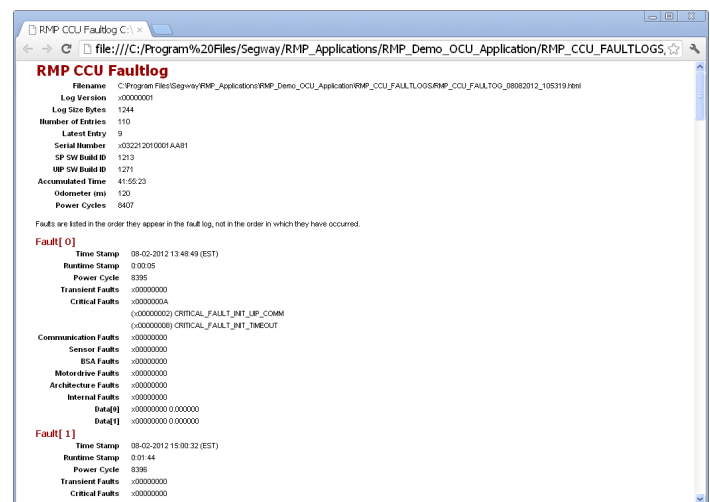 RMP CCU Faultlog C:\
file:///C:/Program%20Files/Segway/RMP_Applications/RMP_Demo_OCU_Application/RMP_CCU_FAULTLOGS,
RMP CCU Faultlog
Filename C:\Program Files\Segway\RMP_Applications\RMP_Demo_OCU_Application\RMP_CCU_FAULTLOGS/RMP_CCU_FAULTOG_08082012_105319.html
Log Version x00000001
Log Size Bytes 1244
Number of Entries 110
Latest Entry 9
Serial Number x032212010001AA81
SP SW Build ID 1213
UIP SW Build ID 1271
Accumulated Time 41:55:23
Odometer (m) 120
Power Cycles 8407
Faults are listed in the order they appear in the fault log, not in the order in which they have occurred.
Fault[ 0]
Time Stamp 08-02-2012 13:48:49 (EST)
Runtime Stamp 0:00:05
Power Cycle 8395
Transient Faults x00000000
Critical Faults x0000000A
(x00000002) CRITICAL_FAULT_INIT_UIP_COMM
(x00000008) CRITICAL_FAULT_INIT_TIMEOUT
Communication Faults x00000000
Sensor Faults x00000000
BSA Faults x00000000
Motordrive Faults x00000000
Architecture Faults x00000000
Internal Faults x00000000
Data[0] x00000000 0.000000
Data[1] x00000000 0.000000
Fault[ 1]
Time Stamp 08-02-2012 15:00:32 (EST)
Runtime Stamp 0:01:44
Power Cycle 8396
Transient Faults x00000000
Critical Faults x00000000